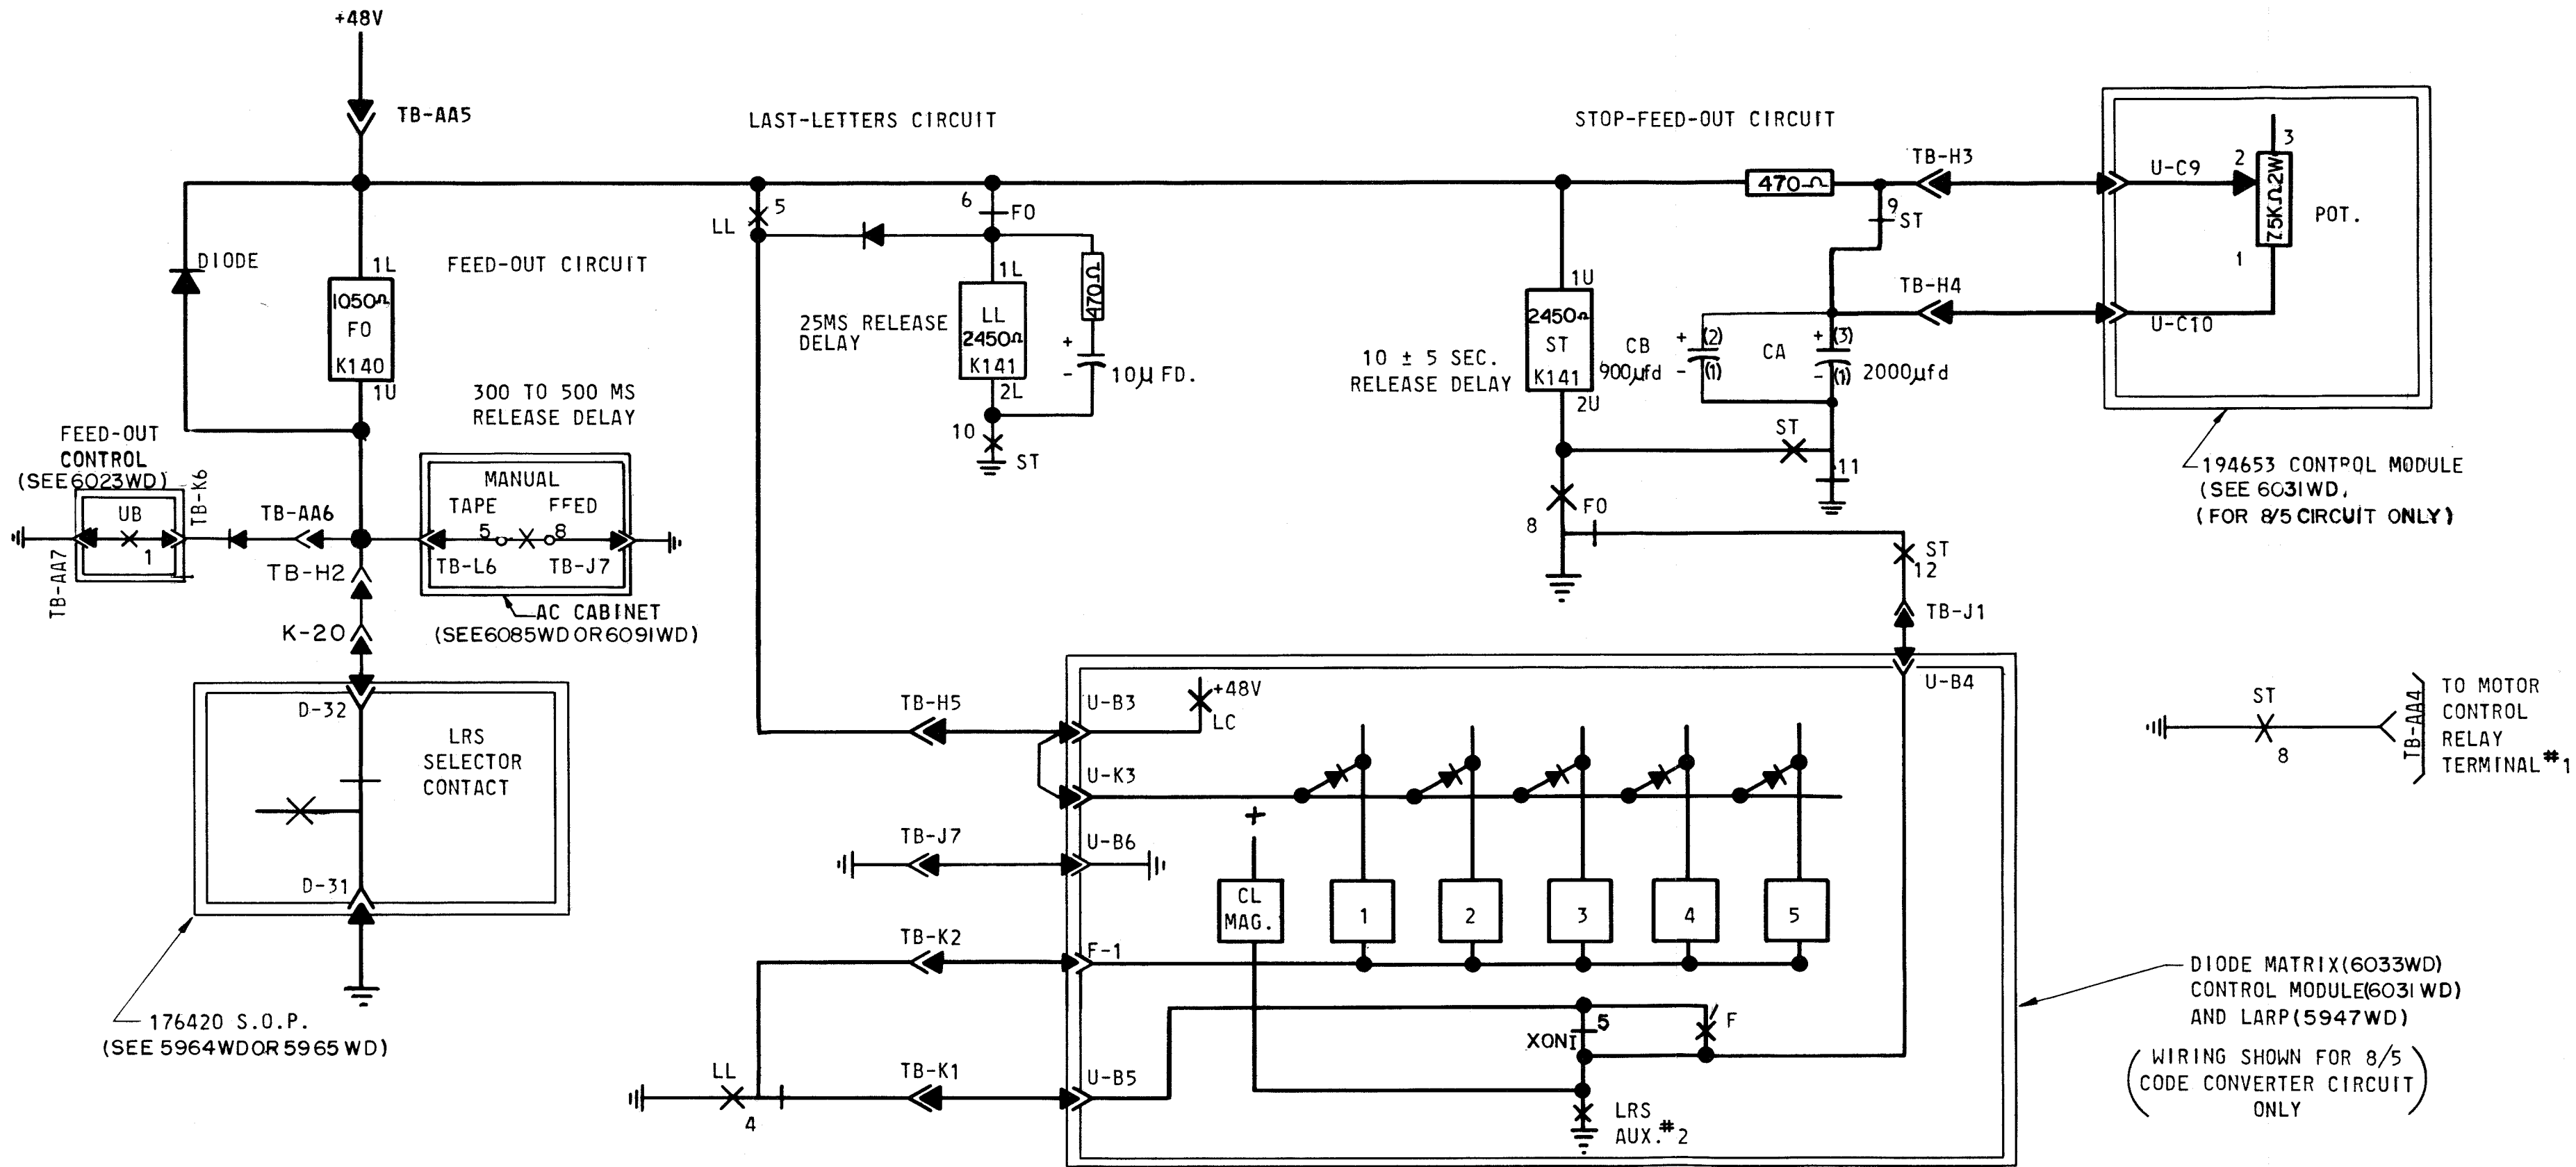 +48V
TB-AA5
LAST-LETTERS CIRCUIT
STOP-FEED-OUT CIRCUIT
DIODE
1L
1050Ω
FO
K140
1U
FEED-OUT CIRCUIT
300 TO 500 MS
RELEASE DELAY
FEED-OUT
CONTROL
(SEE 6023WD)
TB-K6
UB
1
TB-AA7
TB-AA6
TB-H2
K-20
MANUAL
TAPE FEED
5 8
TB-L6 TB-J7
AC CABINET
(SEE 6085WD OR 6091WD)
D-32
LRS
SELECTOR
CONTACT
D-31
176420 S.O.P.
(SEE 5964WD OR 5965WD)
5
LL
6
FO
1L
LL
2450Ω
K141
2L
470Ω
+
-
10µ FD.
25MS RELEASE
DELAY
10
ST
1U
2450Ω
ST
K141
2U
10 ± 5 SEC.
RELEASE DELAY
470Ω
9
ST
CB
900µfd
+ (2)
- (1)
CA
+ (3)
- (1)
2000µfd
ST
11
FO
8
ST
12
TB-J1
U-B4
TB-H3
TB-H4
U-C9
U-C10
2
3
1
7.5KΩ2W
POT.
194653 CONTROL MODULE
(SEE 6031WD,
(FOR 8/5 CIRCUIT ONLY)
TB-H5
U-B3
+48V
LC
U-K3
TB-J7
U-B6
+
CL
MAG.
1
2
3
4
5
TB-K2
F-1
XONI
5
F
LL
4
TB-K1
U-B5
LRS
AUX.#2
ST
8
TB-AA4
TO MOTOR
CONTROL
RELAY
TERMINAL #1
DIODE MATRIX(6033WD)
CONTROL MODULE(6031WD)
AND LARP(5947WD)
(WIRING SHOWN FOR 8/5
CODE CONVERTER CIRCUIT
ONLY)